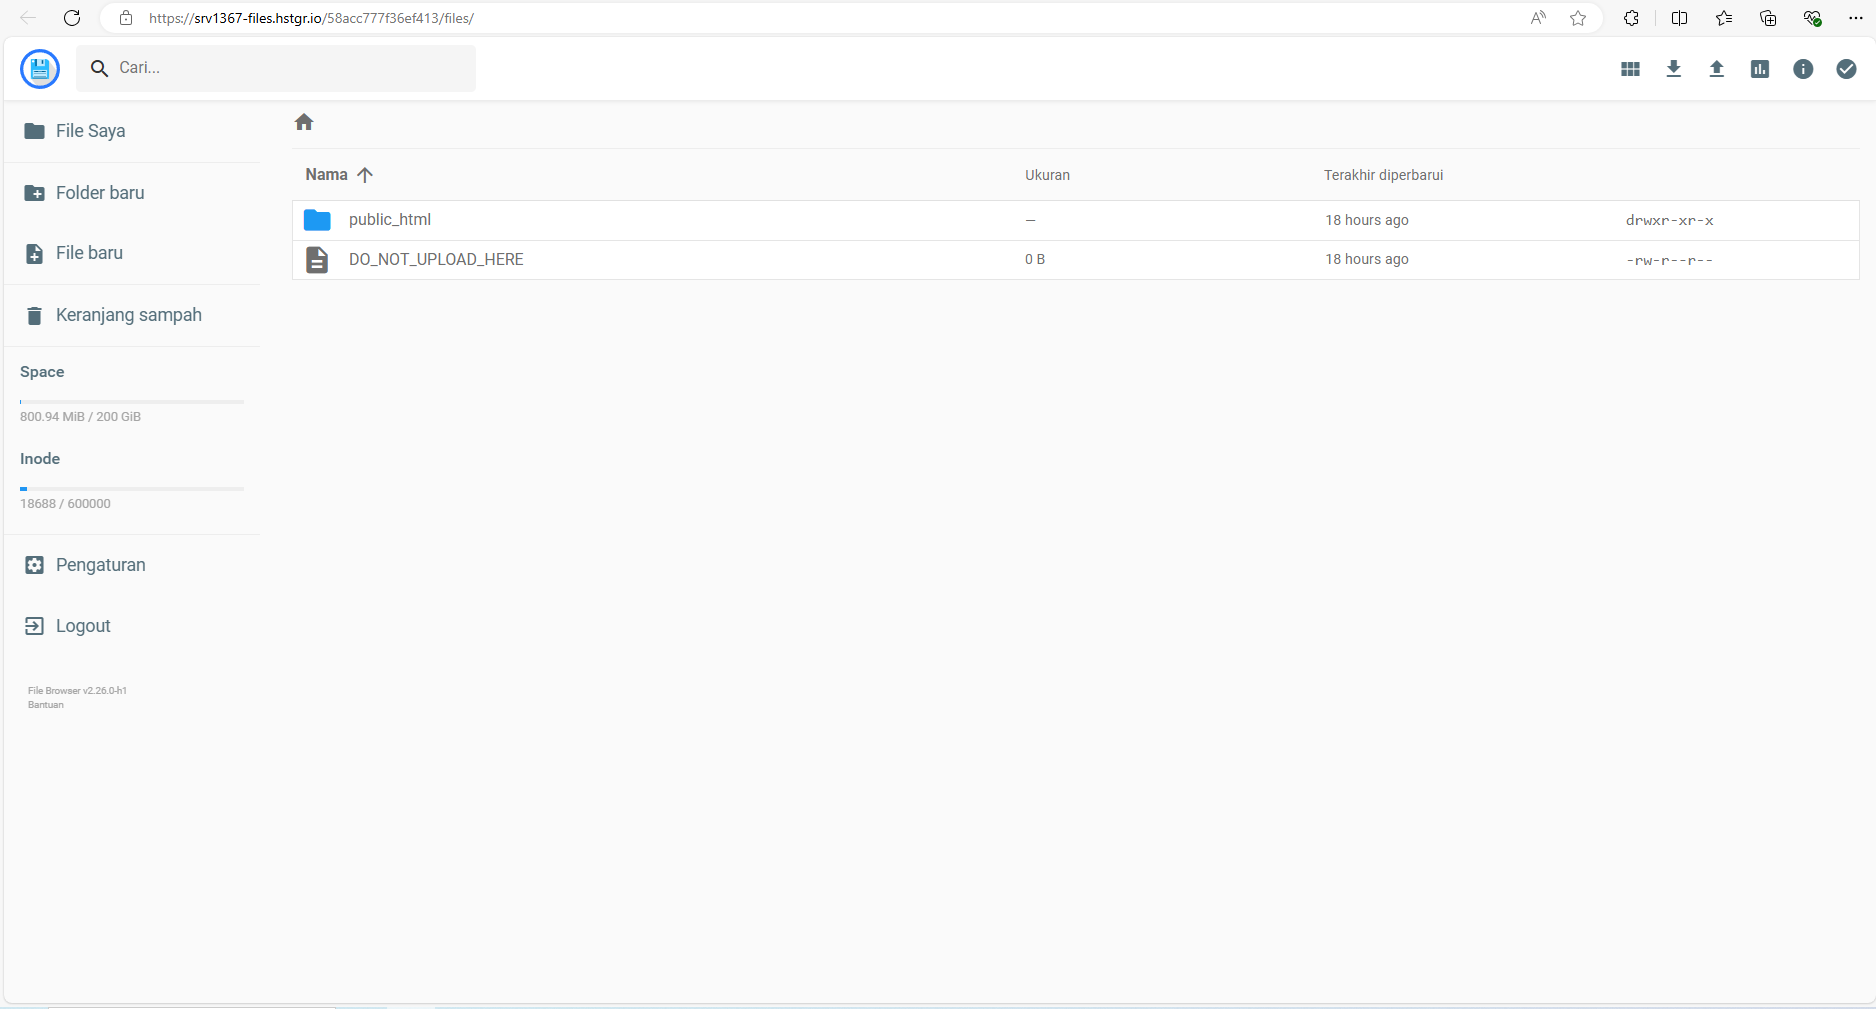 https://srv1367-files.hstgr.io/58acc777f36ef413/files/
Cari...
File Saya
Folder baru
File baru
Keranjang sampah
Space
800.94 MiB / 200 GiB
Inode
18688 / 600000
Pengaturan
Logout
File Browser v2.26.0-h1
Bantuan
Nama Ukuran Terakhir diperbarui
public_html — 18 hours ago drwxr-xr-x
DO_NOT_UPLOAD_HERE 0 B 18 hours ago -rw-r--r--